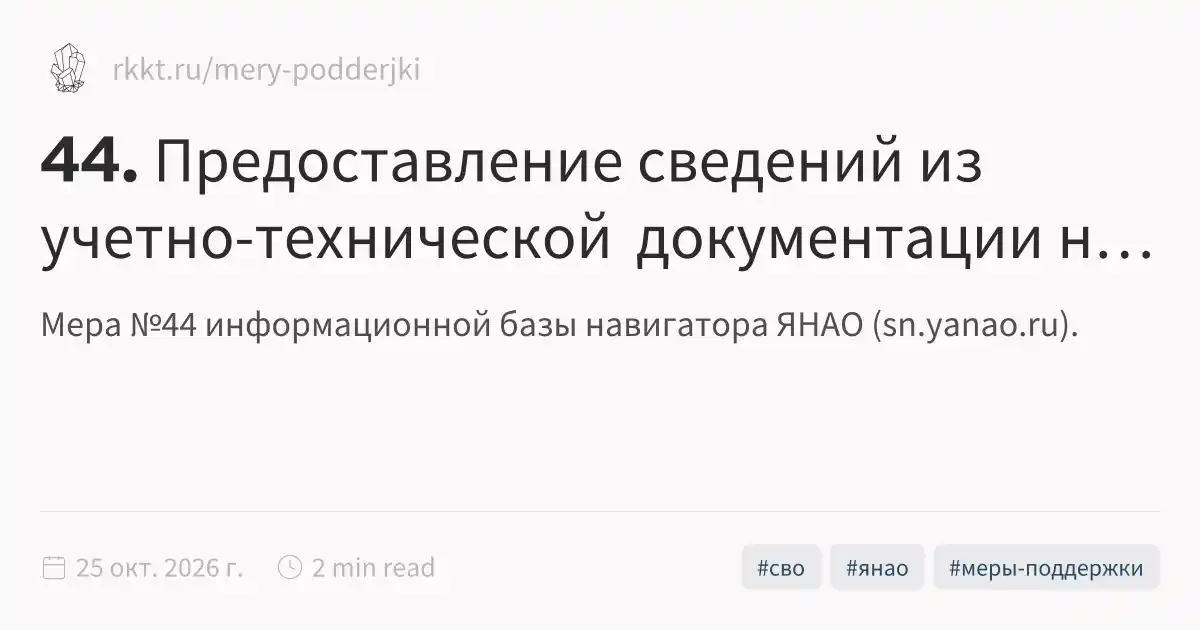 rkkt.ru/mery-podderjki
44. Предоставление сведений из
учетно-технической документации н...
Мера №44 информационной базы навигатора ЯНАО (sn.yanao.ru).
25 окт. 2026 г.
2 min read
#сво
#янао
#меры-поддержки